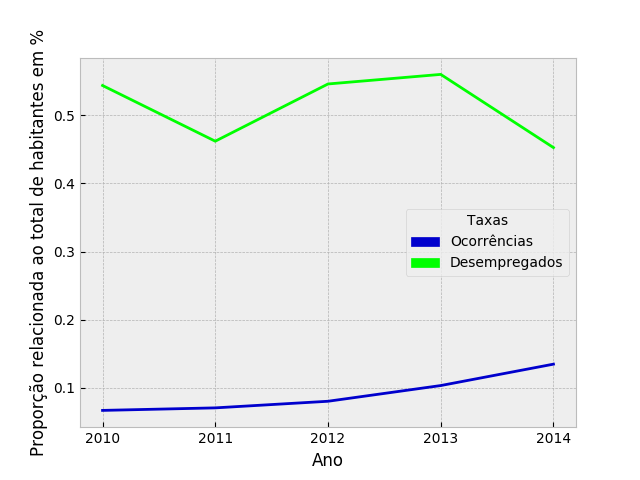 Proporção relacionada ao total de habitantes em %
0.5
0.4
0.3
0.2
0.1
Taxas
Ocorrências
Desempregados
2010 2011 2012 2013 2014
Ano